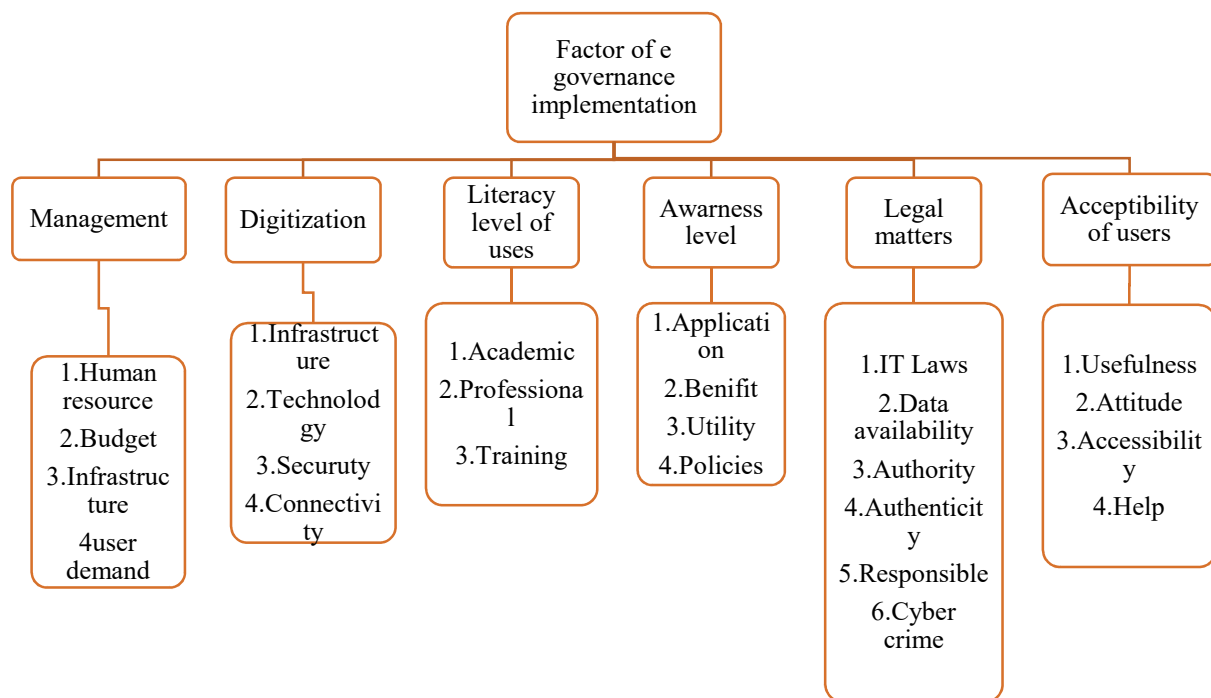 Factor of e
governance
implementation
Management
Digitization
Literacy
level of
uses
Awarness
level
Legal
matters
Acceptibility
of users
1.Human
resource
2.Budget
3.Infrastruc
ture
4user
demand
1.Infrastruct
ure
2.Technolod
gy
3.Securuty
4.Connectivi
ty
1.Academic
2.Professiona
l
3.Training
1.Applicati
on
2.Benifit
3.Utility
4.Policies
1.IT Laws
2.Data
availability
3.Authority
4.Authenticit
y
5.Responsible
6.Cyber
crime
1.Usefulness
2.Attitude
3.Accessibilit
y
4.Help